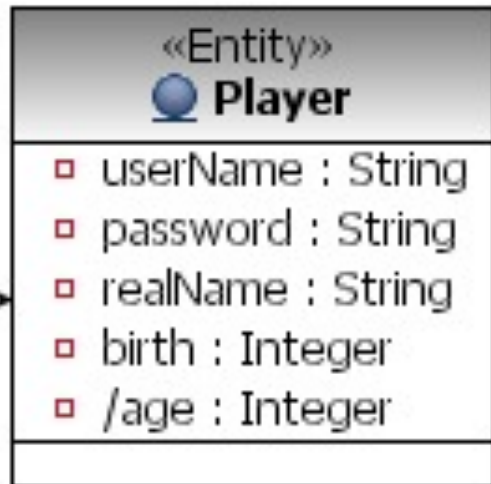 «Entity»
Player
userName : String
password : String
realName : String
birth : Integer
/age : Integer